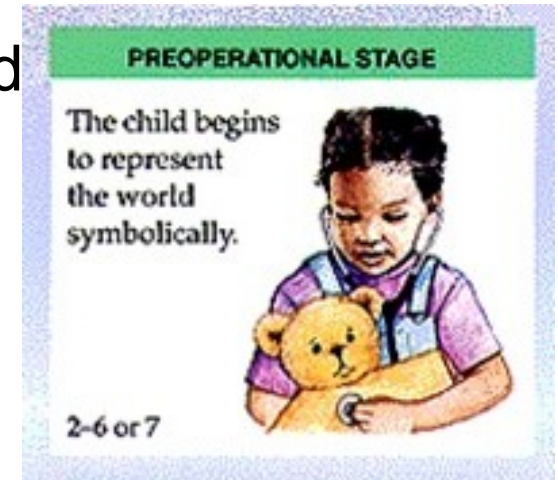 d
PREOPERATIONAL STAGE
The child begins
to represent
the world
symbolically.
2-6 or 7